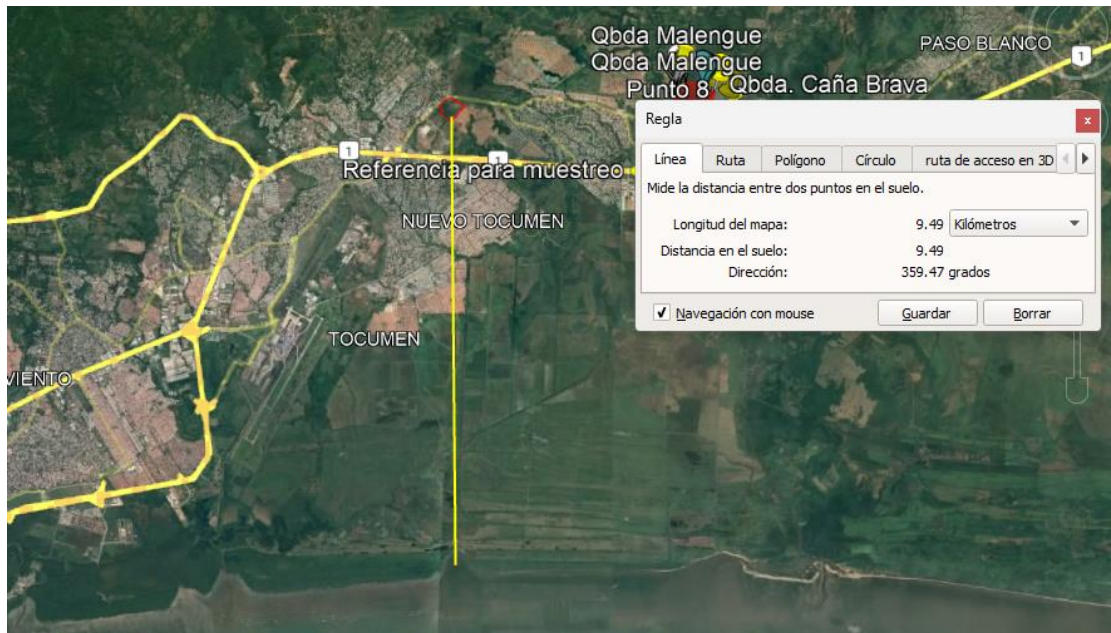 Qbda Malengue
Qbda Malengue
Punto 8
Qbda. Caña Brava
PASO BLANCO
1
1
1
Referencia para muestreo
NUEVO TOCUMEN
TOCUMEN
VIENTO
Regla
x
Línea
Ruta
Polígono
Círculo
ruta de acceso en 3D
Mide la distancia entre dos puntos en el suelo.
Longitud del mapa: 9.49 Kilómetros
Distancia en el suelo: 9.49
Dirección: 359.47 grados
Navegación con mouse
Guardar
Borrar